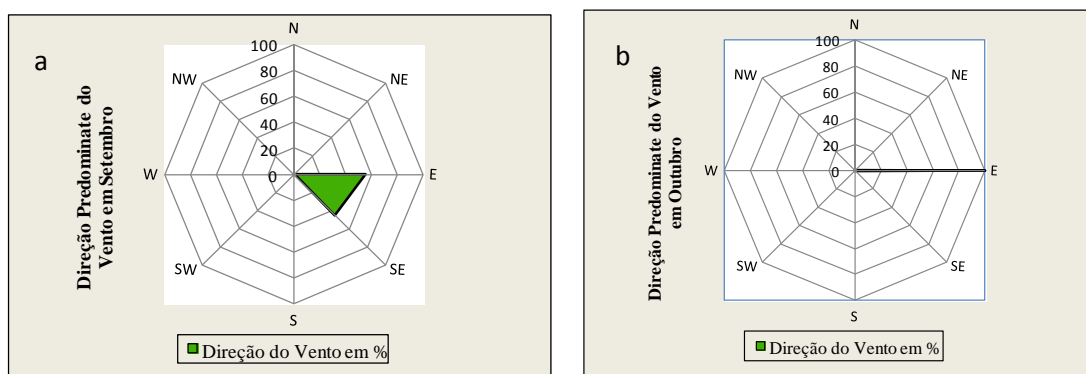 a
Direção Predominate do
Vento em Setembro
N
NE
E
SE
S
SW
W
NW
100
80
60
40
20
0
Direção do Vento em %
b
Direção Predominate do Vento
em Outubro
N
NE
E
SE
S
SW
W
NW
100
80
60
40
20
0
Direção do Vento em %